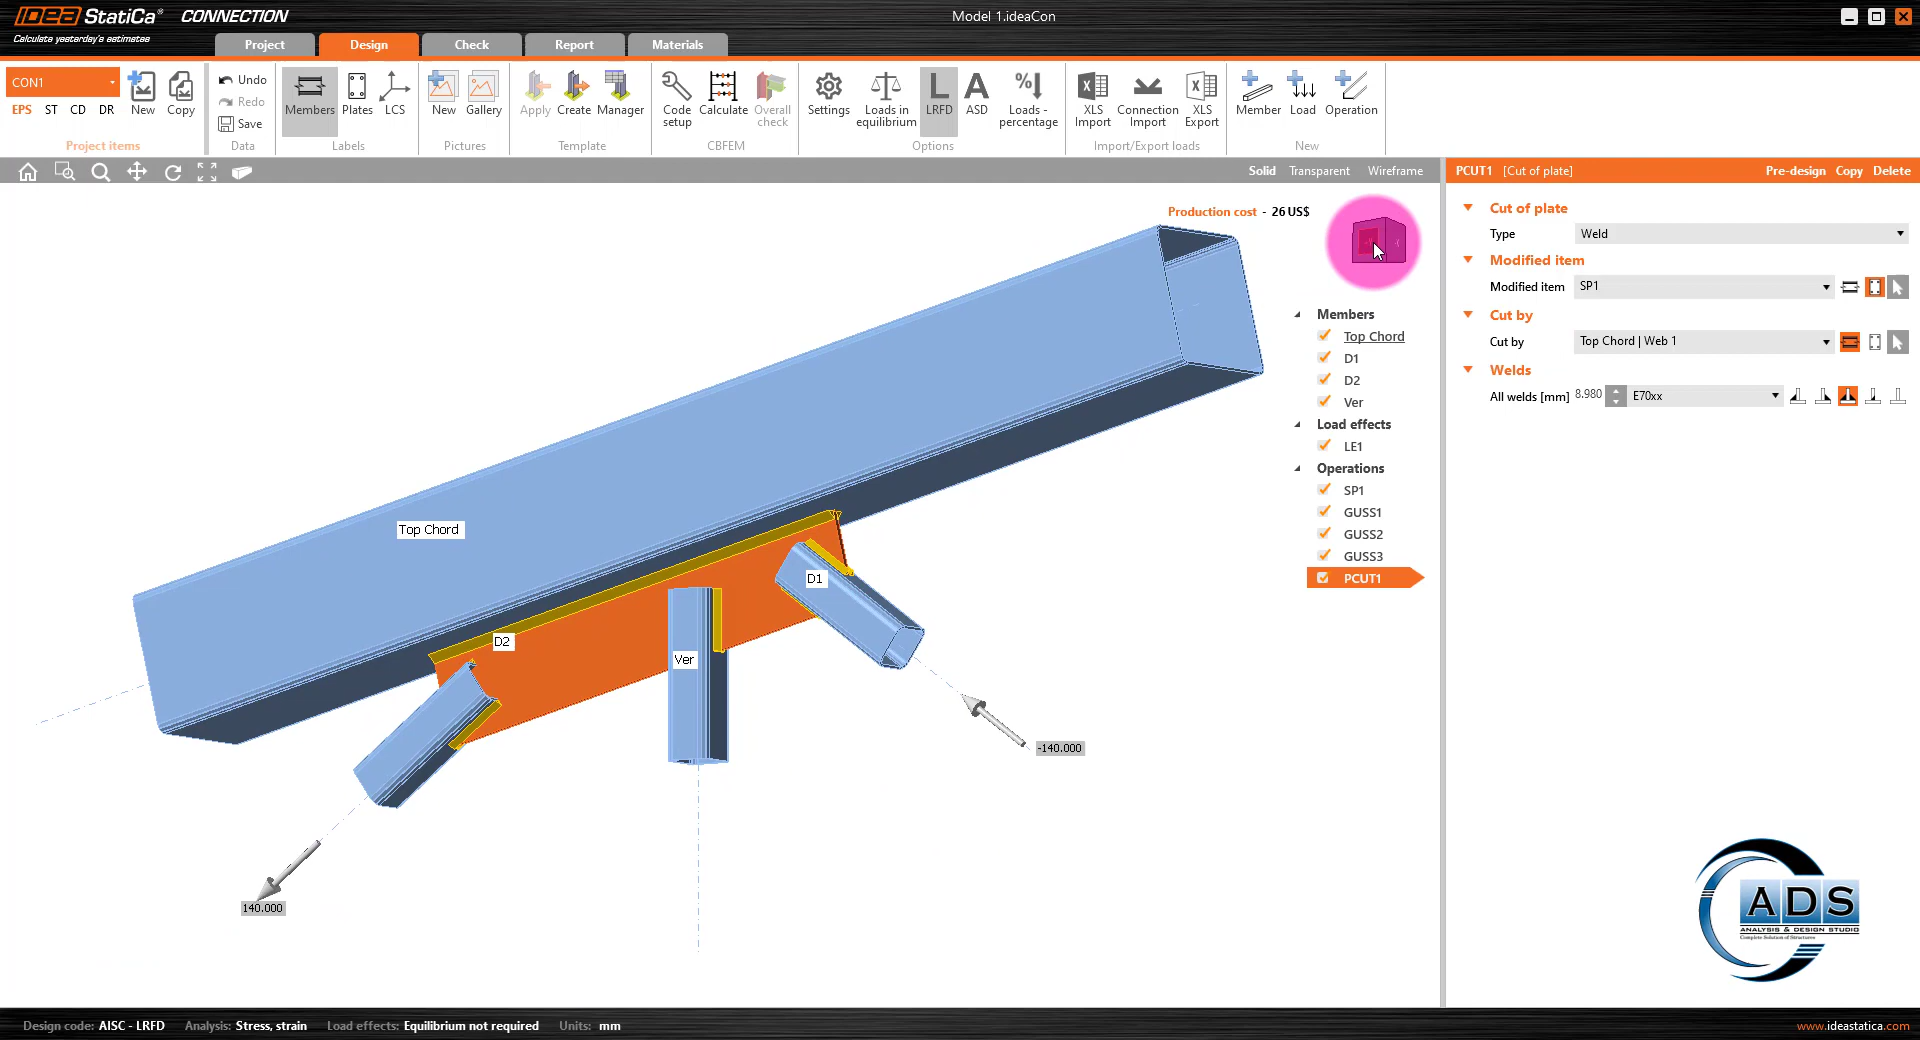 IDEA StatiCa® CONNECTION
Calculate yesterday's estimates
Model 1.ideaCon
Project
Design
Check
Report
Materials
CON1
EPS ST CD DR
New
Copy
Project items
Undo
Redo
Save
Data
Members
Plates
LCS
Labels
New
Gallery
Pictures
Apply
Create
Manager
Template
Code setup
Calculate
Overall check
CBFEM
Settings
Loads in equilibrium
LRFD
ASD
Loads - percentage
Options
XLS Import
Connection Import
XLS Export
Import/Export loads
Member
Load
Operation
New
Solid Transparent Wireframe
PCUT1 [Cut of plate]
Pre-design Copy Delete
Production cost - 26 US$
Members
Top Chord
D1
D2
Ver
Load effects
LE1
Operations
SP1
GUSS1
GUSS2
GUSS3
PCUT1
Cut of plate
Type Weld
Modified item
Modified item SP1
Cut by
Cut by Top Chord | Web 1
Welds
All welds [mm] 8.980 E70xx
Top Chord
D1
D2
Ver
-140.000
140.000
ADS
ANALYSIS & DESIGN STUDIO
Complete Solution of Structures
Design code: AISC - LRFD Analysis: Stress, strain Load effects: Equilibrium not required Units: mm
www.ideastatica.com